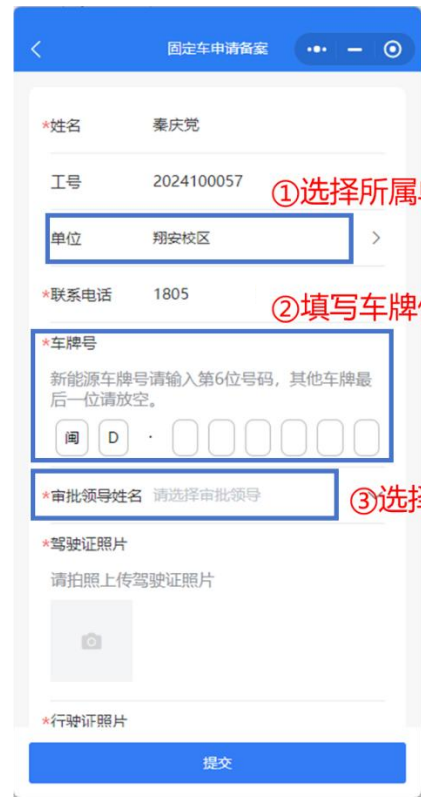 固定车申请备案
*姓名 秦庆党
工号 2024100057
①选择所属
单位 翔安校区
*联系电话 1805
②填写车牌
*车牌号
新能源车牌号请输入第6位号码，其他车牌最
后一位请放空。
闽 D ·
*审批领导姓名 请选择审批领导
③选择
*驾驶证照片
请拍照上传驾驶证照片
*行驶证照片
提交